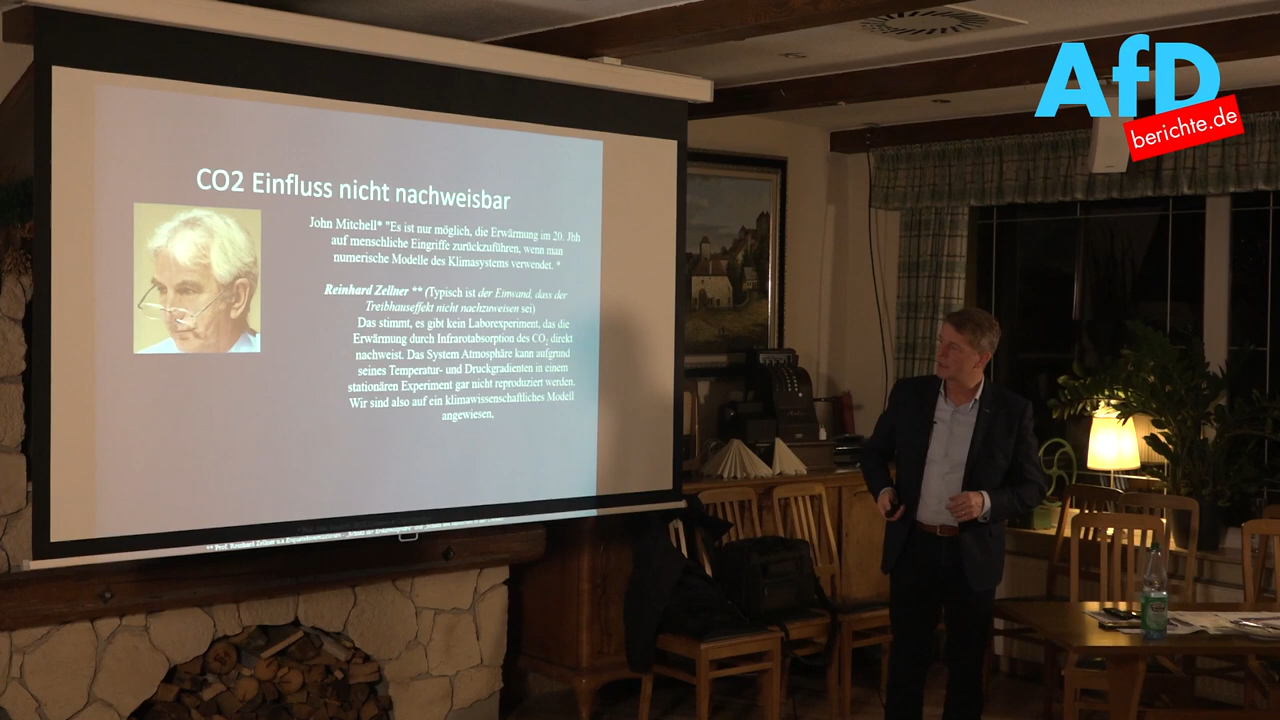 AfD
berichte.de
CO2 Einfluss nicht nachweisbar
John Mitchell* "Es ist nur möglich, die Erwärmung im 20. Jhh
auf menschliche Eingriffe zurückzuführen, wenn man
numerische Modelle des Klimasystems verwendet. *
Reinhard Zellner ** (Typisch ist der Einwand, dass der
Treibhauseffekt nicht nachzuweisen sei)
Das stimmt, es gibt kein Laborexperiment, das die
Erwärmung durch Infrarotabsorption des CO2 direkt
nachweist. Das System Atmosphäre kann aufgrund
seines Temperatur- und Druckgradienten in einem
stationären Experiment gar nicht reproduziert werden.
Wir sind also auf ein klimawissenschaftliches Modell
angewiesen,
** Prof. Reinhard Zellner